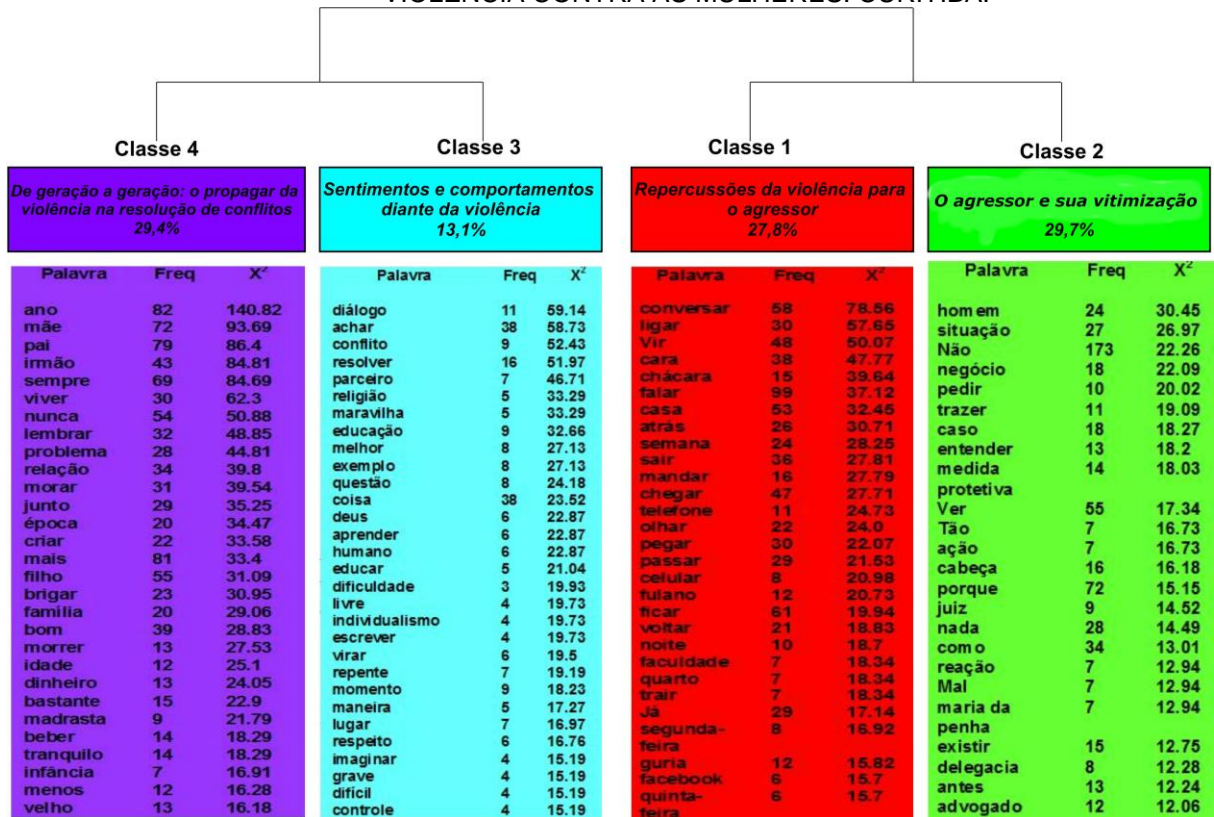 VIOLÊNCIA CONTRA AS MULHERES. CURITIBA.
Classe 4
De geração a geração: o propagar da
violência na resolução de conflitos
29,4%
Palavra Freq X²
ano 82 140.82
mãe 72 93.69
pai 79 86.4
irmão 43 84.81
sempre 69 84.69
viver 30 62.3
nunca 54 50.88
lembrar 32 48.85
problema 28 44.81
relação 34 39.8
morar 31 39.54
junto 29 35.25
época 20 34.47
criar 22 33.58
mais 81 33.4
filho 55 31.09
brigar 23 30.95
família 20 29.06
bom 39 28.83
morrer 13 27.53
idade 12 25.1
dinheiro 13 24.05
bastante 15 22.9
madrasta 9 21.79
beber 14 18.29
tranquilo 14 18.29
infância 7 16.91
menos 12 16.28
velho 13 16.18
Classe 3
Sentimentos e comportamentos
diante da violência
13,1%
Palavra Freq X²
diálogo 11 59.14
achar 38 58.73
conflito 9 52.43
resolver 16 51.97
parceiro 7 46.71
religião 5 33.29
maravilha 5 33.29
educação 9 32.66
melhor 8 27.13
exemplo 8 27.13
questão 8 24.18
coisa 38 23.52
deus 6 22.87
aprender 6 22.87
humano 6 22.87
educar 5 21.04
dificuldade 3 19.93
livre 4 19.73
individualismo 4 19.73
escrever 4 19.73
virar 6 19.5
repente 7 19.19
momento 9 18.23
maneira 5 17.27
lugar 7 16.97
respeito 6 16.76
imaginar 4 15.19
grave 4 15.19
difícil 4 15.19
controle 4 15.19
Classe 1
Repercussões da violência para
o agressor
27,8%
Palavra Freq X²
conversar 58 78.56
ligar 30 57.65
Vir 48 50.07
cara 38 47.77
chácara 15 39.64
falar 99 37.12
casa 53 32.45
atrás 26 30.71
semana 24 28.25
sair 36 27.81
mandar 16 27.79
chegar 47 27.71
telefone 11 24.73
olhar 22 24.0
pegar 30 22.07
passar 29 21.53
celular 8 20.98
fulano 12 20.73
ficar 61 19.94
voltar 21 18.83
noite 10 18.7
faculdade 7 18.34
quarto 7 18.34
trair 7 18.34
Já 29 17.14
segunda- 8 16.92
feira
guria 12 15.82
facebook 6 15.7
quinta- 6 15.7
feira
Classe 2
O agressor e sua vitimização
29,7%
Palavra Freq X²
homem 24 30.45
situação 27 26.97
Não 173 22.26
negócio 18 22.09
pedir 10 20.02
trazer 11 19.09
caso 18 18.27
entender 13 18.2
medida 14 18.03
protetiva
Ver 55 17.34
Tão 7 16.73
ação 7 16.73
cabeça 16 16.18
porque 72 15.15
juiz 9 14.52
nada 28 14.49
como 34 13.01
reação 7 12.94
Mal 7 12.94
maria da 7 12.94
penha
existir 15 12.75
delegacia 8 12.28
antes 13 12.24
advogado 12 12.06